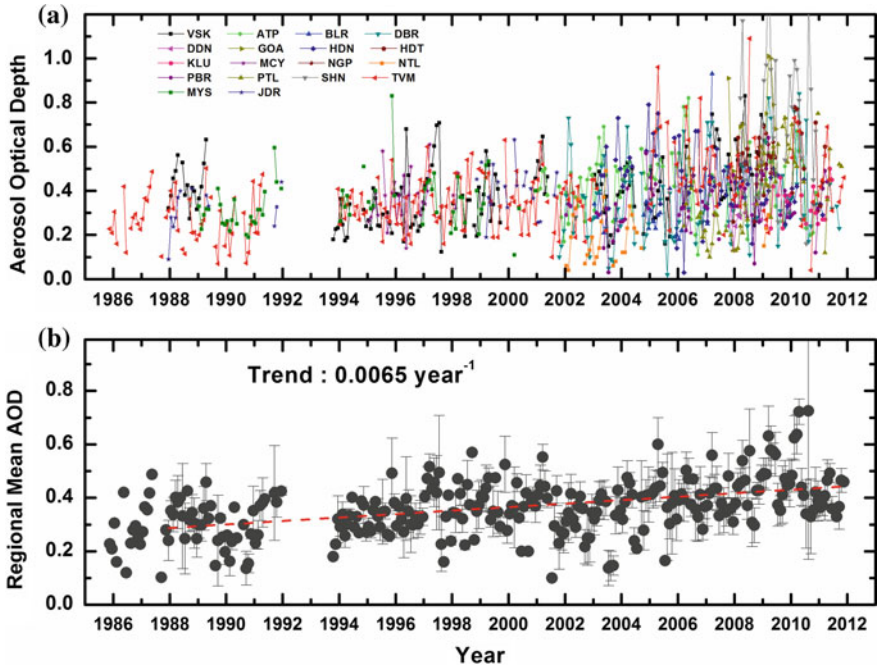 (a)
VSK ATP BLR DBR
DDN GOA HDN HDT
KLU MCY NGP NTL
PBR PTL SHN TVM
MYS JDR
1.0
0.8
0.6
0.4
0.2
0.0
Aerosol Optical Depth
1986 1988 1990 1992 1994 1996 1998 2000 2002 2004 2006 2008 2010 2012
(b)
Trend : 0.0065 year-1
0.8
0.6
0.4
0.2
0.0
Regional Mean AOD
1986 1988 1990 1992 1994 1996 1998 2000 2002 2004 2006 2008 2010 2012
Year